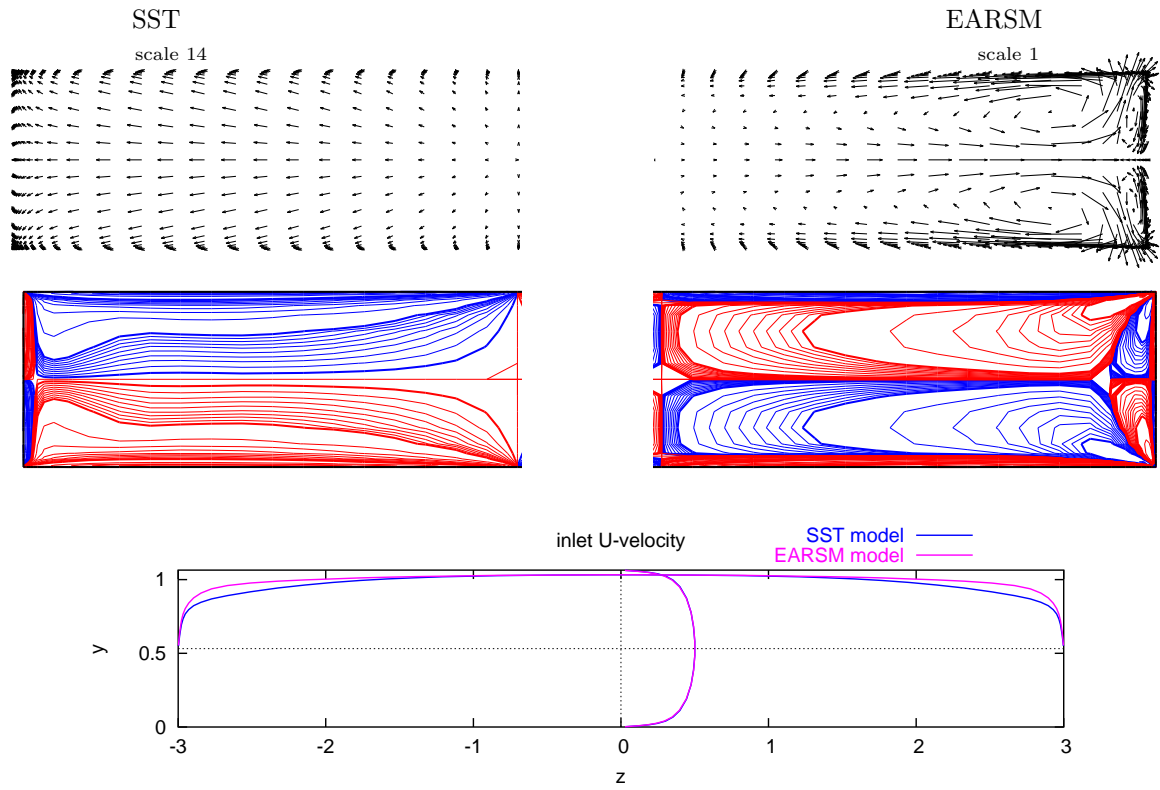 SST
EARSM
scale 14
scale 1
inlet U-velocity
SST model
EARSM model
1
0.5
0
y
-3
-2
-1
0
1
2
3
z